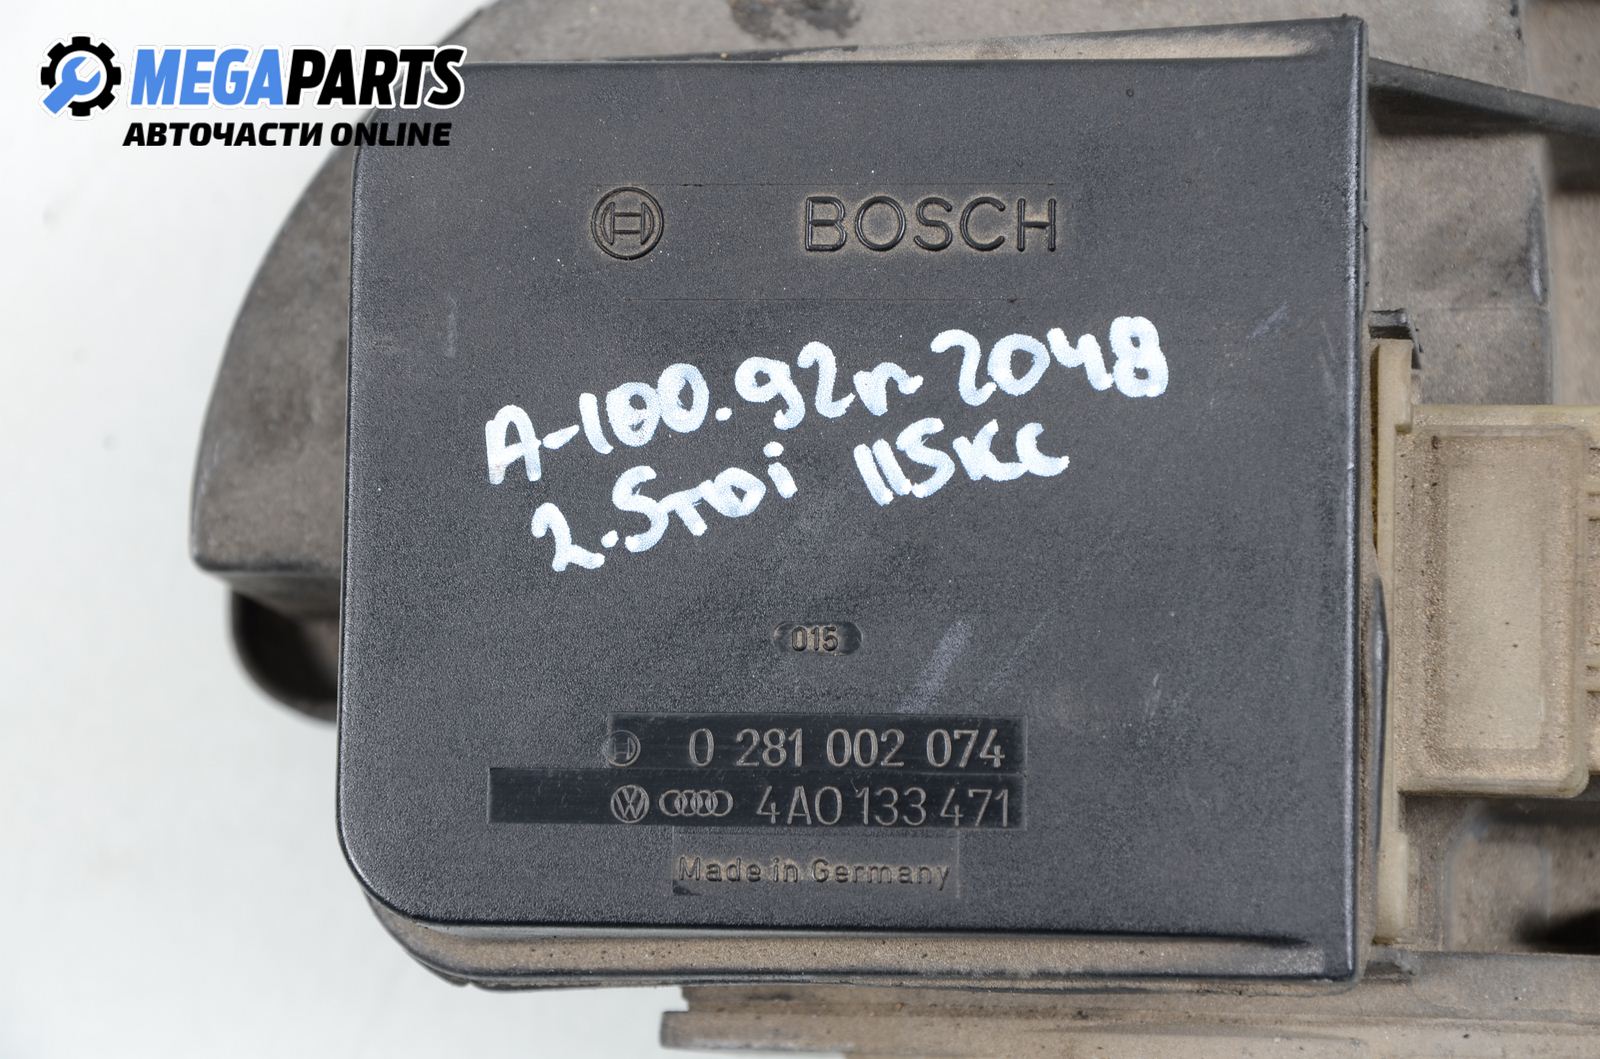 MEGAPARTS
АВТОЧАСТИ ONLINE
BOSCH
A-100.92г 2048
2.5TDi 115KC
015
0 281 002 074
4A0 133 471
Made in Germany